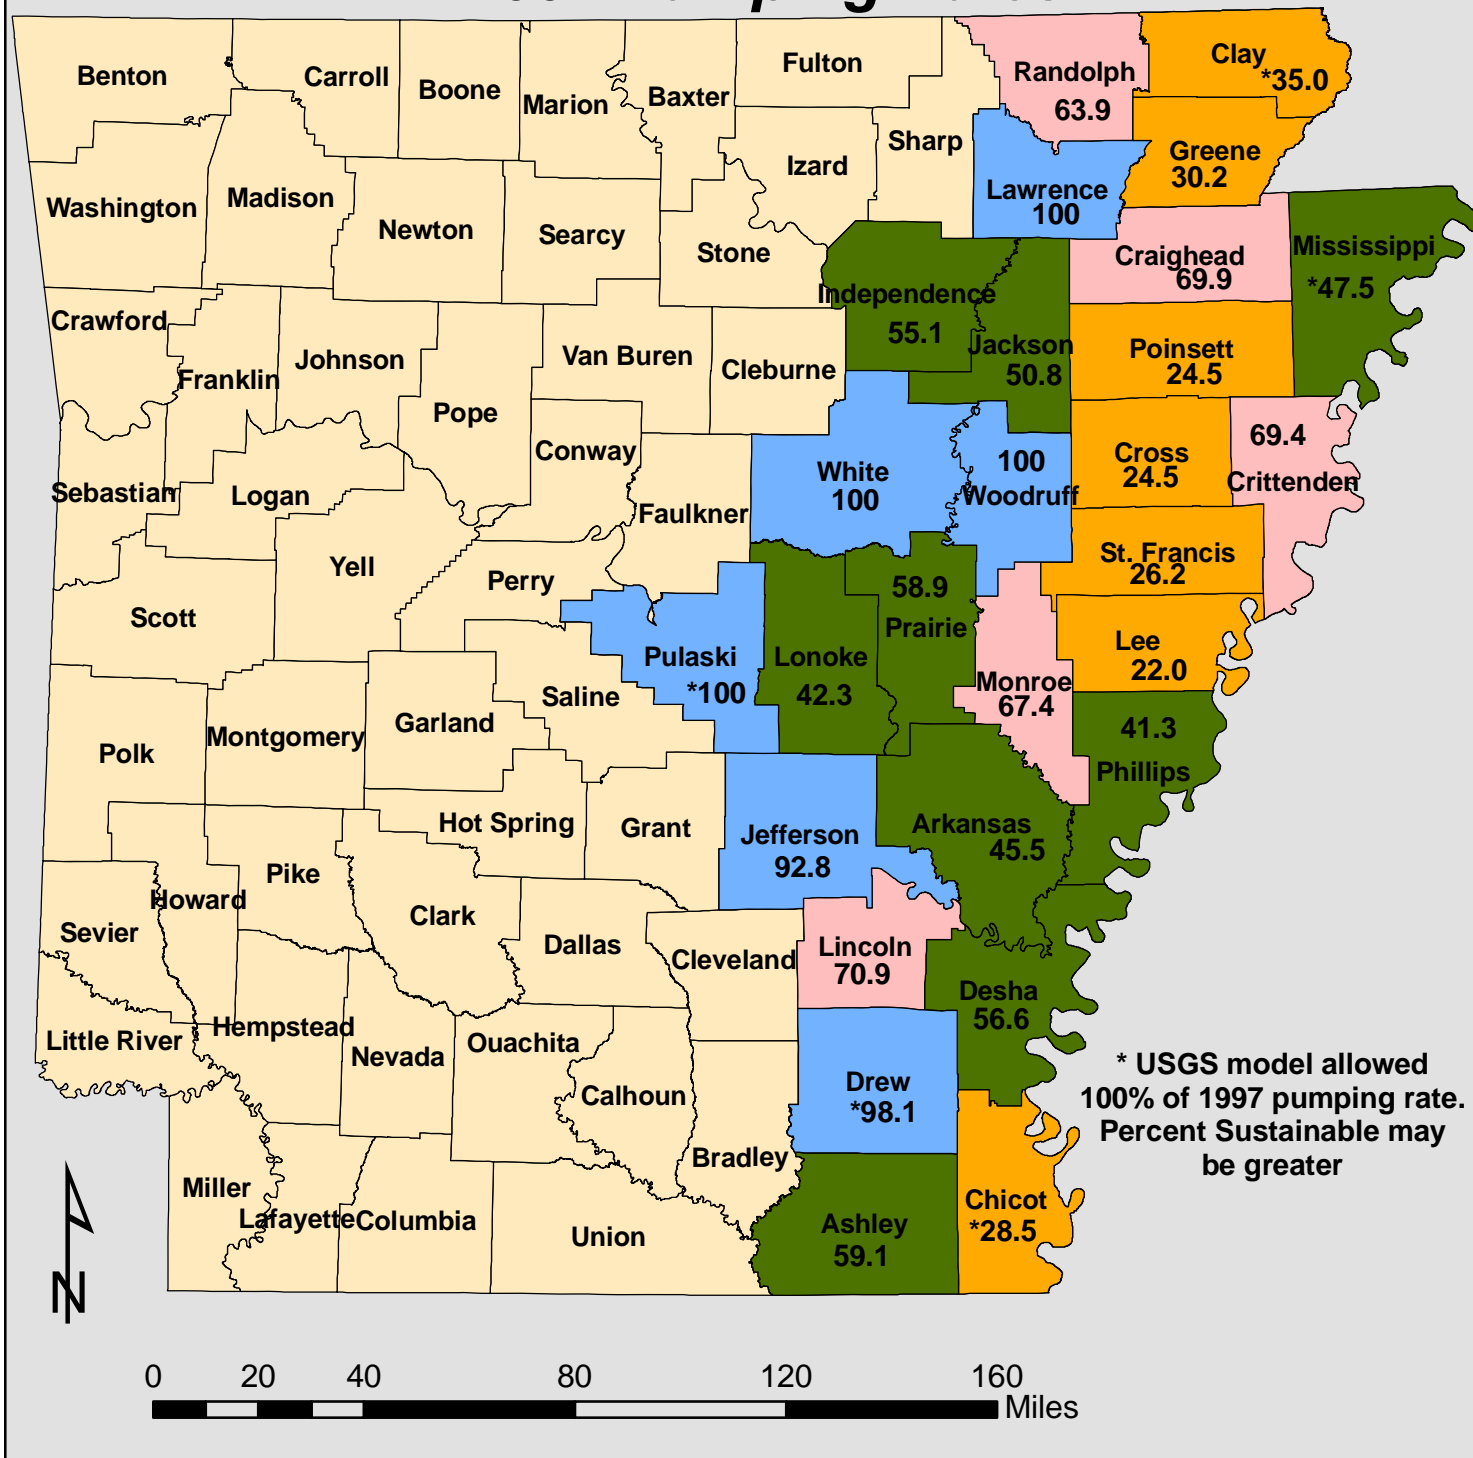 Benton
Carroll
Boone
Marion
Baxter
Fulton
Randolph
63.9
Clay
*35.0
Sharp
Izard
Greene
30.2
Washington
Madison
Newton
Searcy
Stone
Lawrence
100
Independence
55.1
Jackson
50.8
Craighead
69.9
Mississippi
*47.5
Crawford
Franklin
Johnson
Pope
Van Buren
Cleburne
Poinsett
24.5
Conway
Sebastian
Logan
Faulkner
White
100
100
Woodruff
Cross
24.5
69.4
Crittenden
Yell
Perry
Scott
St. Francis
26.2
58.9
Prairie
Pulaski
*100
Lonoke
42.3
Monroe
67.4
Lee
22.0
Saline
Garland
Montgomery
Polk
41.3
Phillips
Hot Spring
Grant
Jefferson
92.8
Arkansas
45.5
Pike
Howard
Clark
Sevier
Dallas
Cleveland
Lincoln
70.9
Desha
56.6
Little River
Hempstead
Nevada
Ouachita
Calhoun
Drew
*98.1
* USGS model allowed
100% of 1997 pumping rate.
Percent Sustainable may
be greater
Bradley
Miller
Lafayette
Columbia
Union
Ashley
59.1
Chicot
*28.5
N
0 20 40 80 120 160
Miles